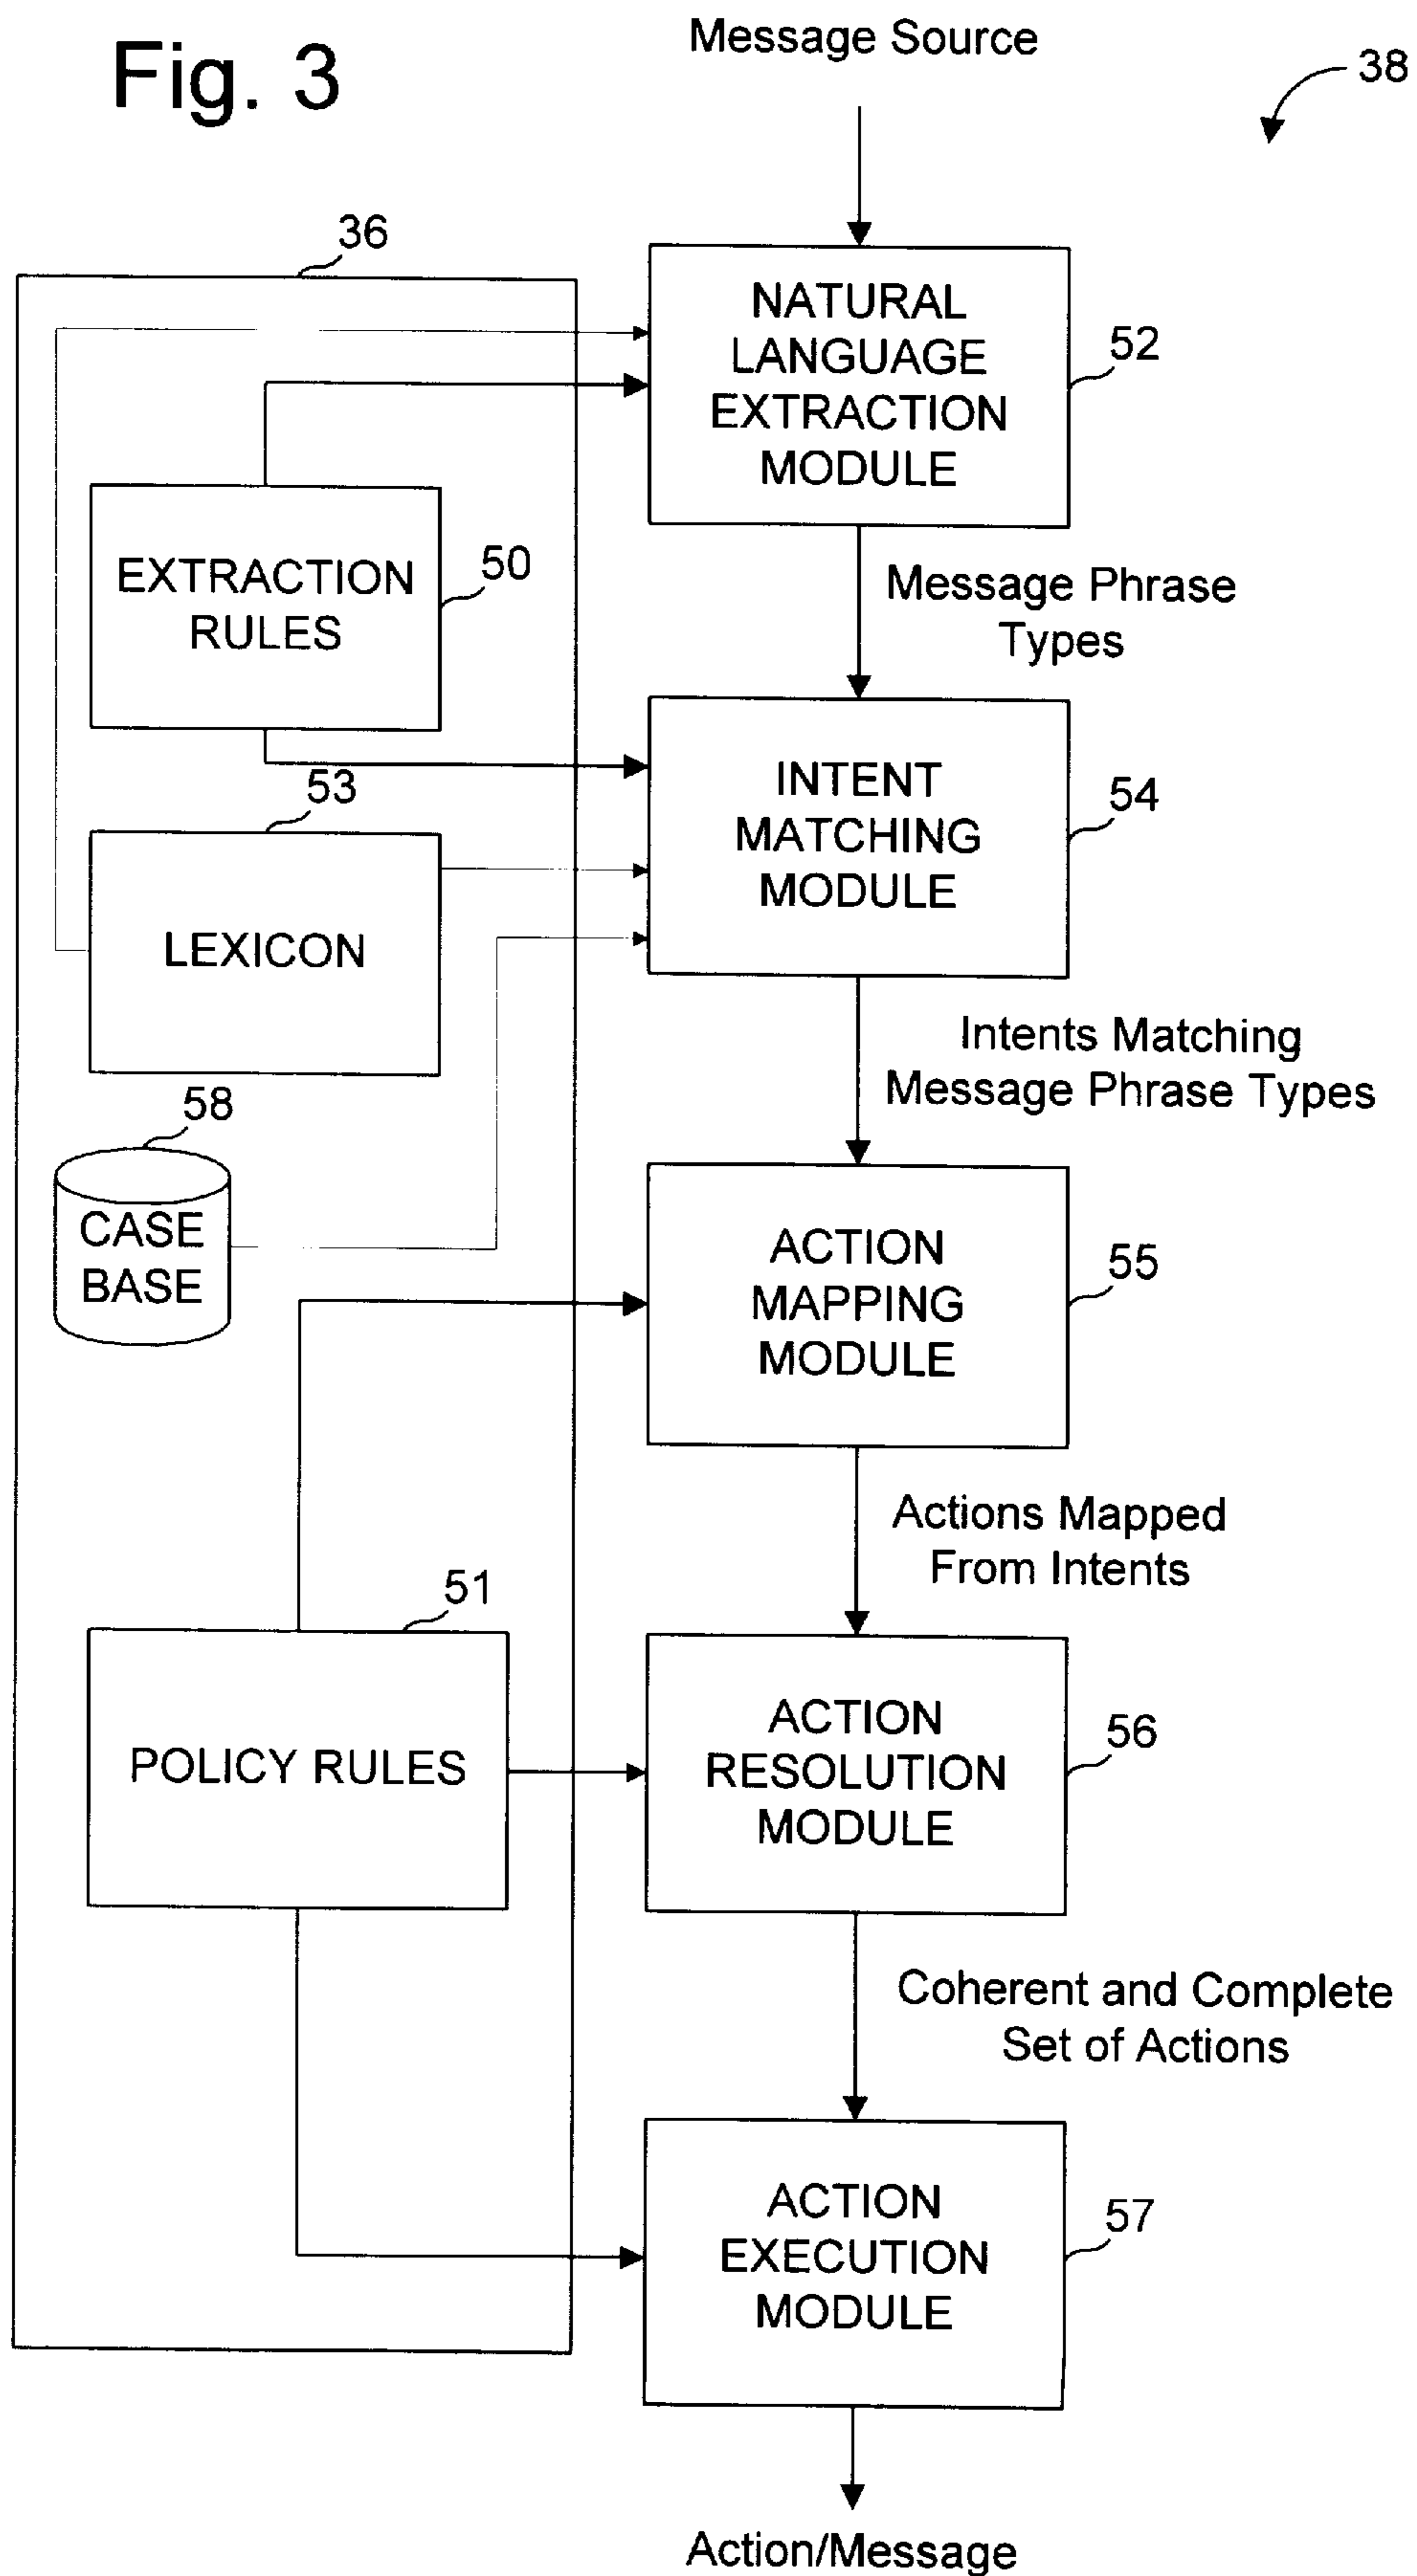 Fig. 3
Message Source
38
36
NATURAL
LANGUAGE
EXTRACTION
MODULE
52
EXTRACTION
RULES
50
Message Phrase
Types
53
INTENT
MATCHING
MODULE
54
LEXICON
Intents Matching
Message Phrase Types
58
CASE
BASE
ACTION
MAPPING
MODULE
55
Actions Mapped
From Intents
51
POLICY RULES
ACTION
RESOLUTION
MODULE
56
Coherent and Complete
Set of Actions
ACTION
EXECUTION
MODULE
57
Action/Message